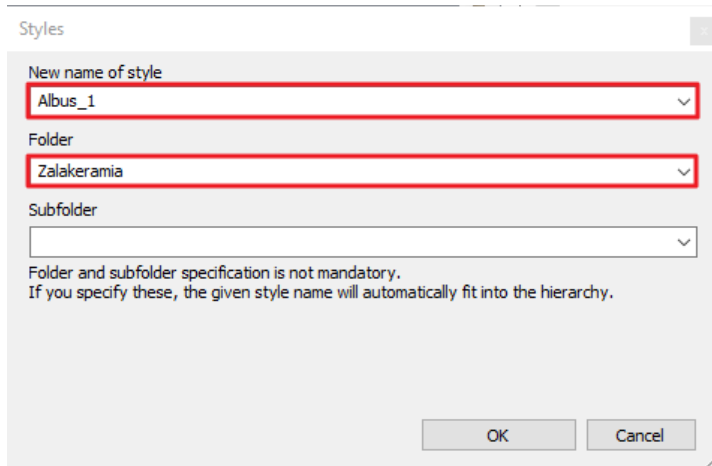 Styles
New name of style
Albus_1
Folder
Zalakeramia
Subfolder
Folder and subfolder specification is not mandatory.
If you specify these, the given style name will automatically fit into the hierarchy.
OK
Cancel